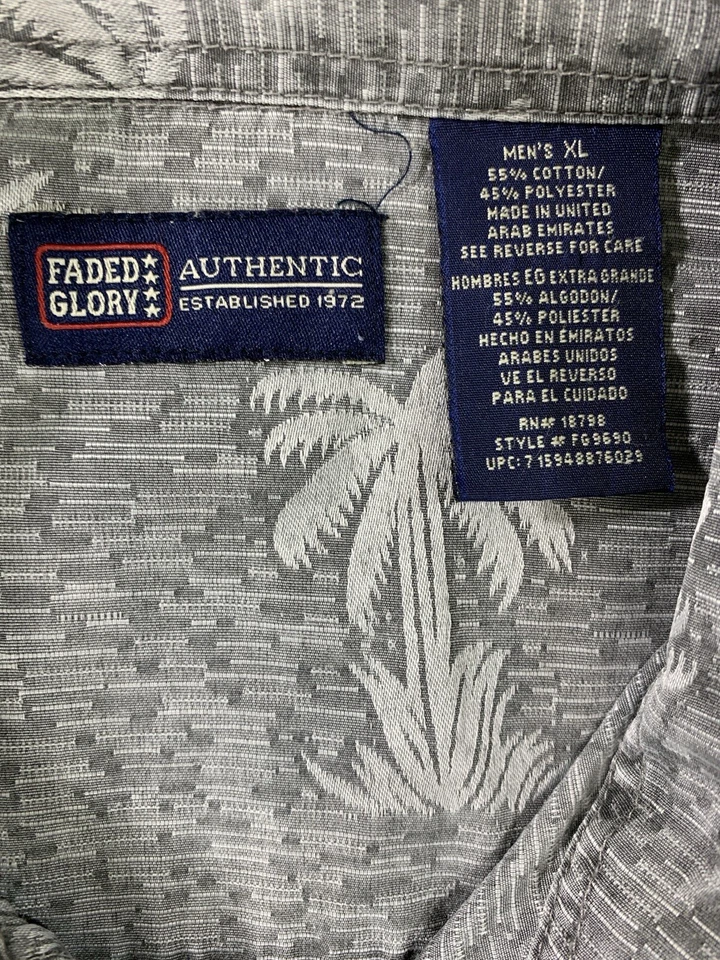 FADED
GLORY
AUTHENTIC
ESTABLISHED 1972
MEN'S XL
55% COTTON/
45% POLYESTER
MADE IN UNITED
ARAB EMIRATES
SEE REVERSE FOR CARE
HOMBRES EG EXTRA GRANDE
55% ALGODON/
45% POLIESTER
HECHO EN EMIRATOS
ARABES UNIDOS
VE EL REVERSO
PARA EL CUIDADO
RN# 18798
STYLE # FG9690
UPC: 715948876029